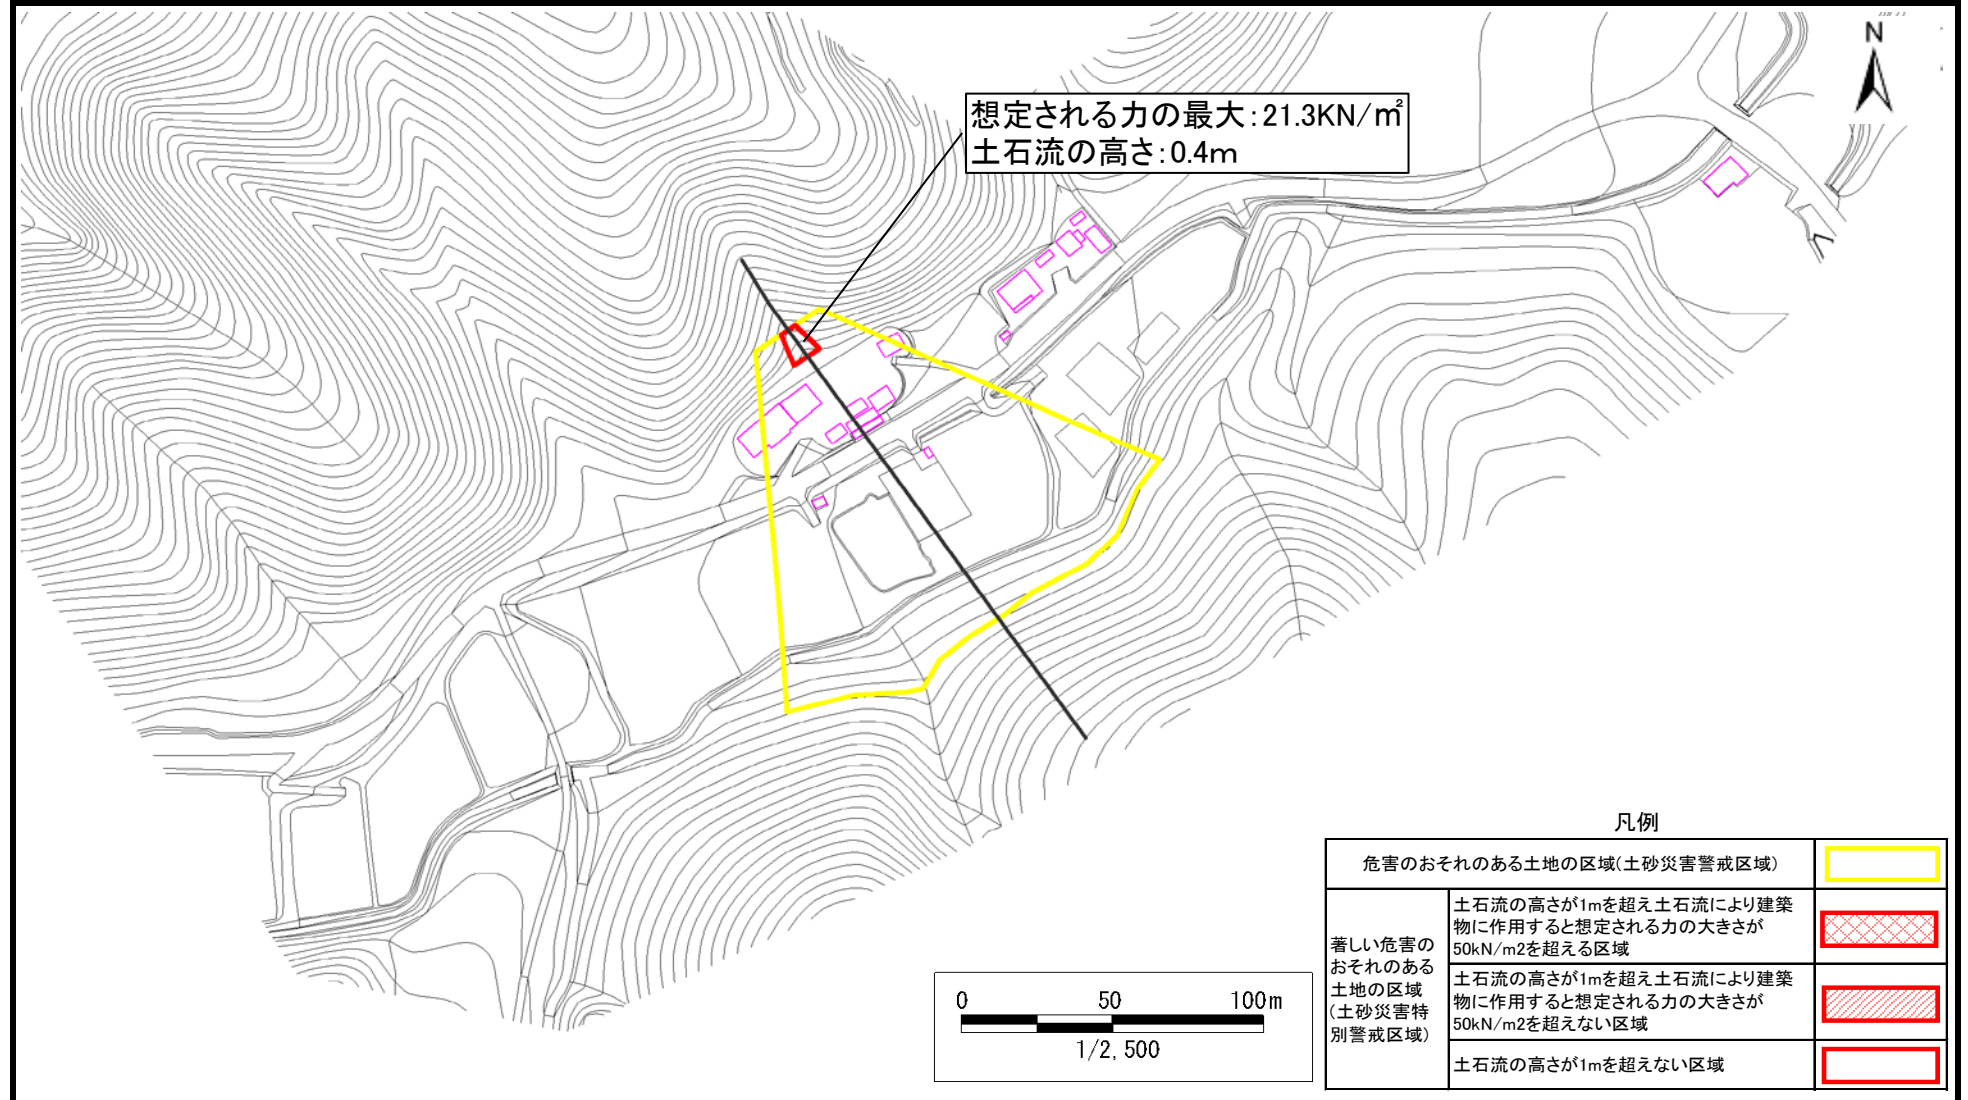 N
想定される力の最大：21.3KN/㎡
土石流の高さ：0.4m
凡例
危害のおそれのある土地の区域(土砂災害警戒区域)
著しい危害の
おそれのある
土地の区域
(土砂災害特
別警戒区域)
土石流の高さが1mを超え土石流により建築
物に作用すると想定される力の大きさが
50kN/m2を超える区域
土石流の高さが1mを超え土石流により建築
物に作用すると想定される力の大きさが
50kN/m2を超えない区域
土石流の高さが1mを超えない区域
0 50 100m
1/2,500